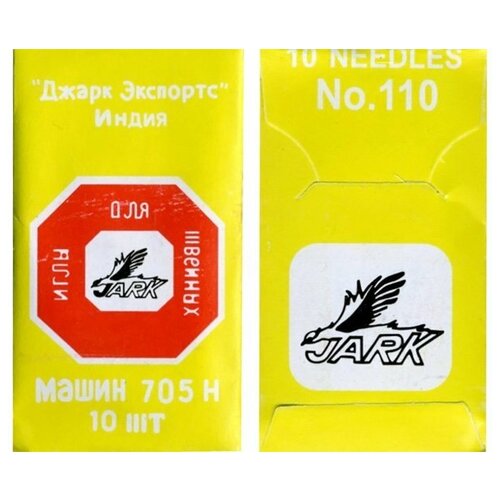 "Джарк Экспортс"
Индия
иглы
для
швейных
JARK
машин 705 H
10 шт
10 NEEDLES
No.110
JARK